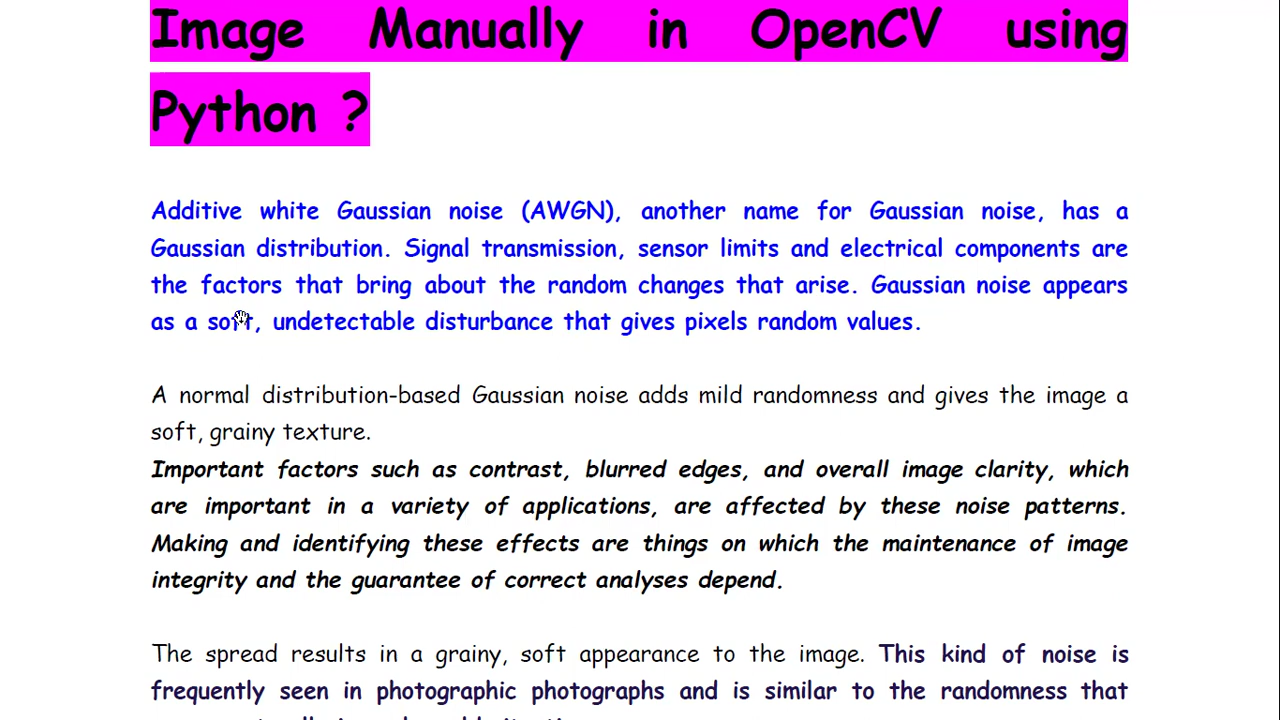 Image Manually in OpenCV using
Python ?
Additive white Gaussian noise (AWGN), another name for Gaussian noise, has a
Gaussian distribution. Signal transmission, sensor limits and electrical components are
the factors that bring about the random changes that arise. Gaussian noise appears
as a soft, undetectable disturbance that gives pixels random values.
A normal distribution-based Gaussian noise adds mild randomness and gives the image a
soft, grainy texture.
Important factors such as contrast, blurred edges, and overall image clarity, which
are important in a variety of applications, are affected by these noise patterns.
Making and identifying these effects are things on which the maintenance of image
integrity and the guarantee of correct analyses depend.
The spread results in a grainy, soft appearance to the image. This kind of noise is
frequently seen in photographic photographs and is similar to the randomness that